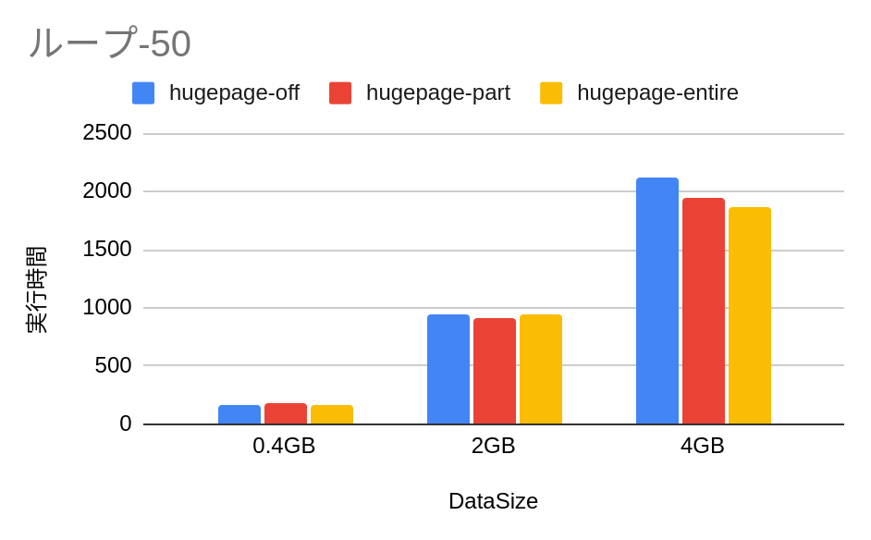 ループ-50
hugepage-off hugepage-part hugepage-entire
2500
2000
1500
1000
500
0
実行時間
0.4GB 2GB 4GB
DataSize